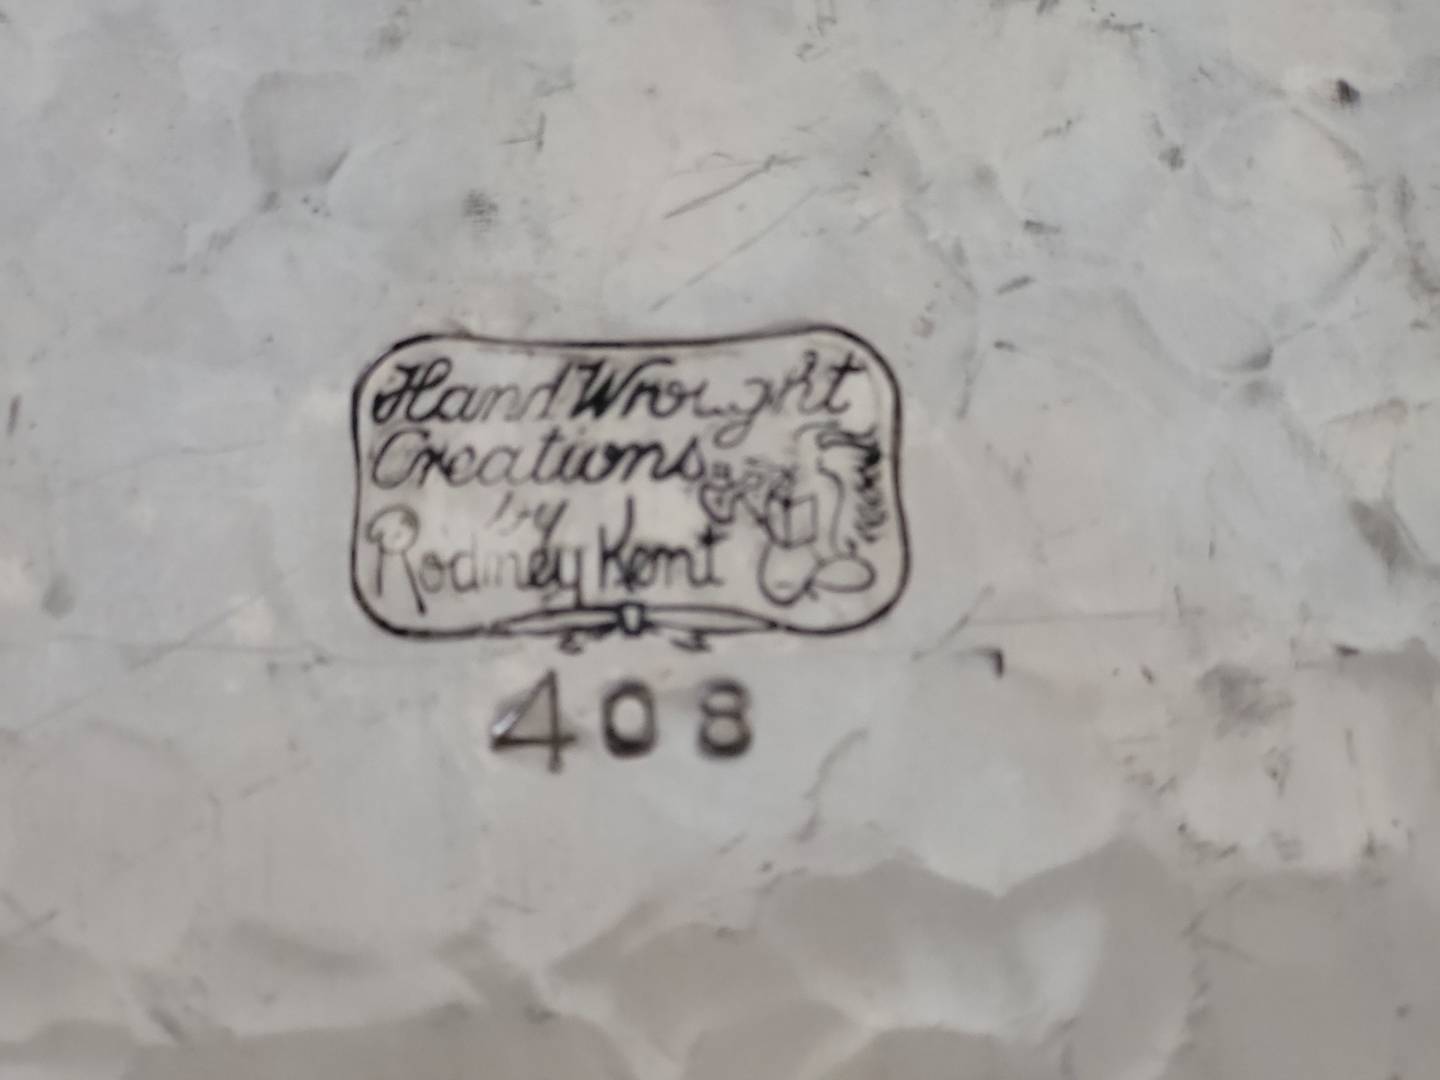 Hand Wrought
Creations
by
Rodney Kent
408